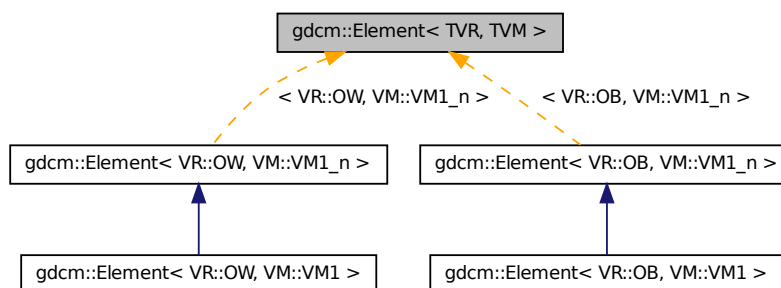 gdcm::Element< TVR, TVM >
< VR::OW, VM::VM1_n >
< VR::OB, VM::VM1_n >
gdcm::Element< VR::OW, VM::VM1_n >
gdcm::Element< VR::OB, VM::VM1_n >
gdcm::Element< VR::OW, VM::VM1 >
gdcm::Element< VR::OB, VM::VM1 >